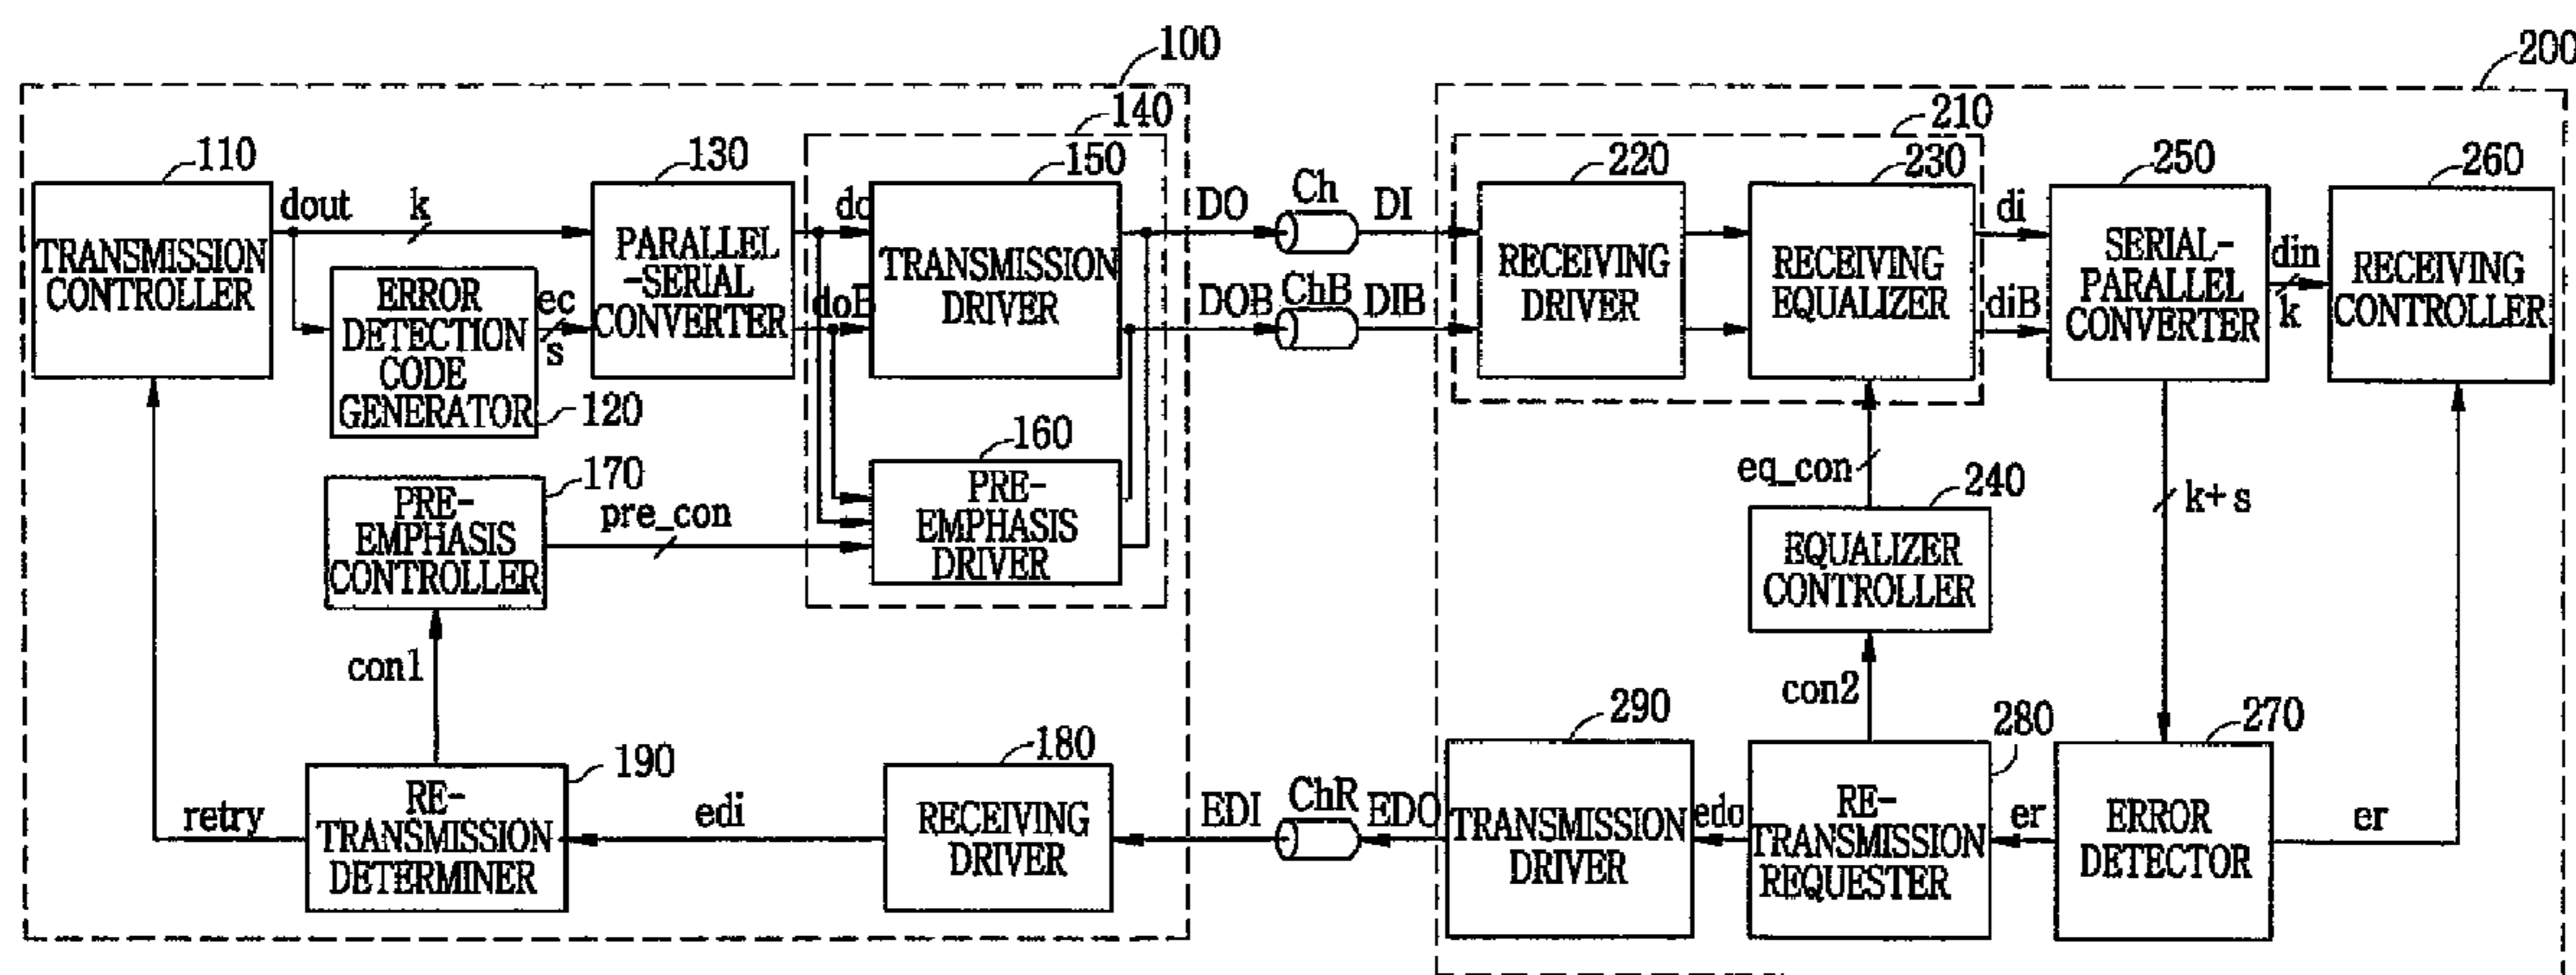 100
200
140
210
110
130
150
220
230
250
260
dout
k
do
DO
Ch
DI
di
din
k
TRANSMISSION
CONTROLLER
PARALLEL
-SERIAL
CONVERTER
TRANSMISSION
DRIVER
RECEIVING
DRIVER
RECEIVING
EQUALIZER
SERIAL-
PARALLEL
CONVERTER
RECEIVING
CONTROLLER
ERROR
DETECTION
CODE
GENERATOR
120
ec
s
doB
DOB
ChB
DIB
diB
170
PRE-
EMPHASIS
CONTROLLER
pre_con
160
PRE-
EMPHASIS
DRIVER
eq_con
240
EQUALIZER
CONTROLLER
k+s
con1
con2
190
RE-
TRANSMISSION
DETERMINER
retry
edi
180
RECEIVING
DRIVER
EDI
ChR
EDO
290
TRANSMISSION
DRIVER
edo
280
RE-
TRANSMISSION
REQUESTER
er
270
ERROR
DETECTOR
er